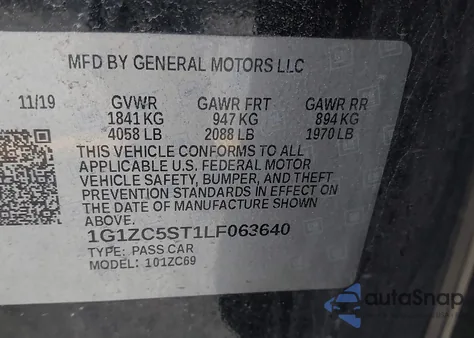 MFD BY GENERAL MOTORS LLC
11/19 GVWR GAWR FRT GAWR RR
1841 KG 947 KG 894 KG
4058 LB 2088 LB 1970 LB
THIS VEHICLE CONFORMS TO ALL
APPLICABLE U.S. FEDERAL MOTOR
VEHICLE SAFETY, BUMPER, AND THEFT
PREVENTION STANDARDS IN EFFECT ON
THE DATE OF MANUFACTURE SHOWN
ABOVE.
1G1ZC5ST1LF063640
TYPE: PASS CAR
MODEL: 101ZC69
autoSnap